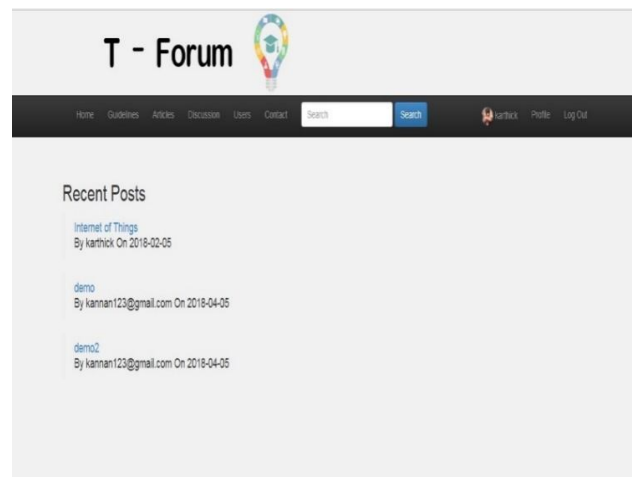 T - Forum
Home Guidelines Articles Discussion Users Contact Search Search karthick Profile Log Out
Recent Posts
Internet of Things
By karthick On 2018-02-05
demo
By kannan123@gmail.com On 2018-04-05
demo2
By kannan123@gmail.com On 2018-04-05